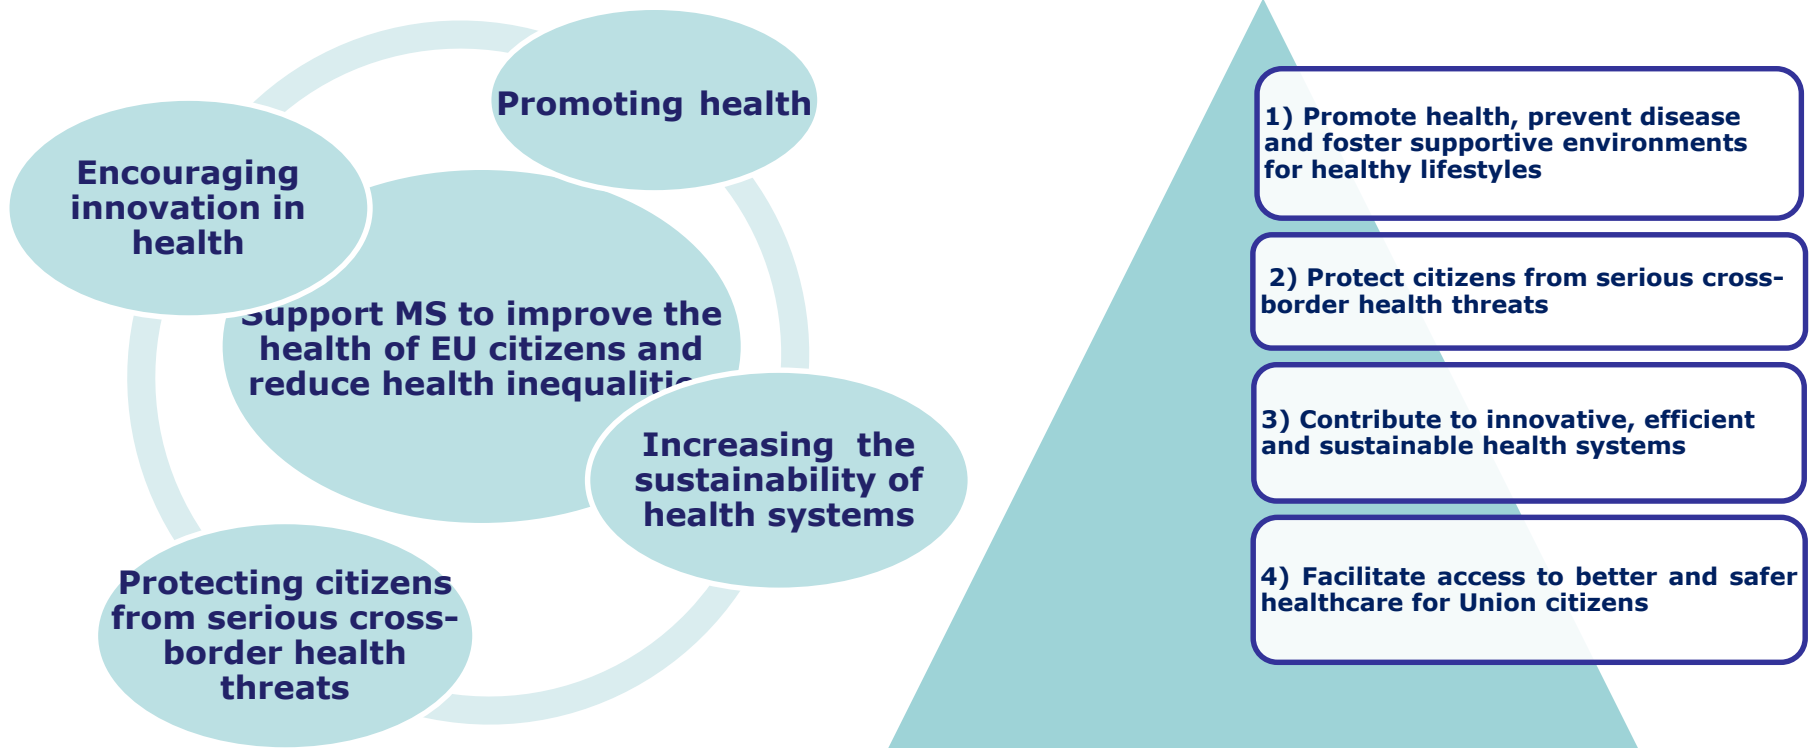 Promoting health
Encouraging
innovation in
health
Support MS to improve the
health of EU citizens and
reduce health
Increasing the
sustainability of
health systems
Protecting citizens
from serious cross-
border health
threats
1) Promote health, prevent disease
and foster supportive environments
for healthy lifestyles
2) Protect citizens from serious cross-
border health threats
3) Contribute to innovative, efficient
and sustainable health systems
4) Facilitate access to better and safer
healthcare for Union citizens